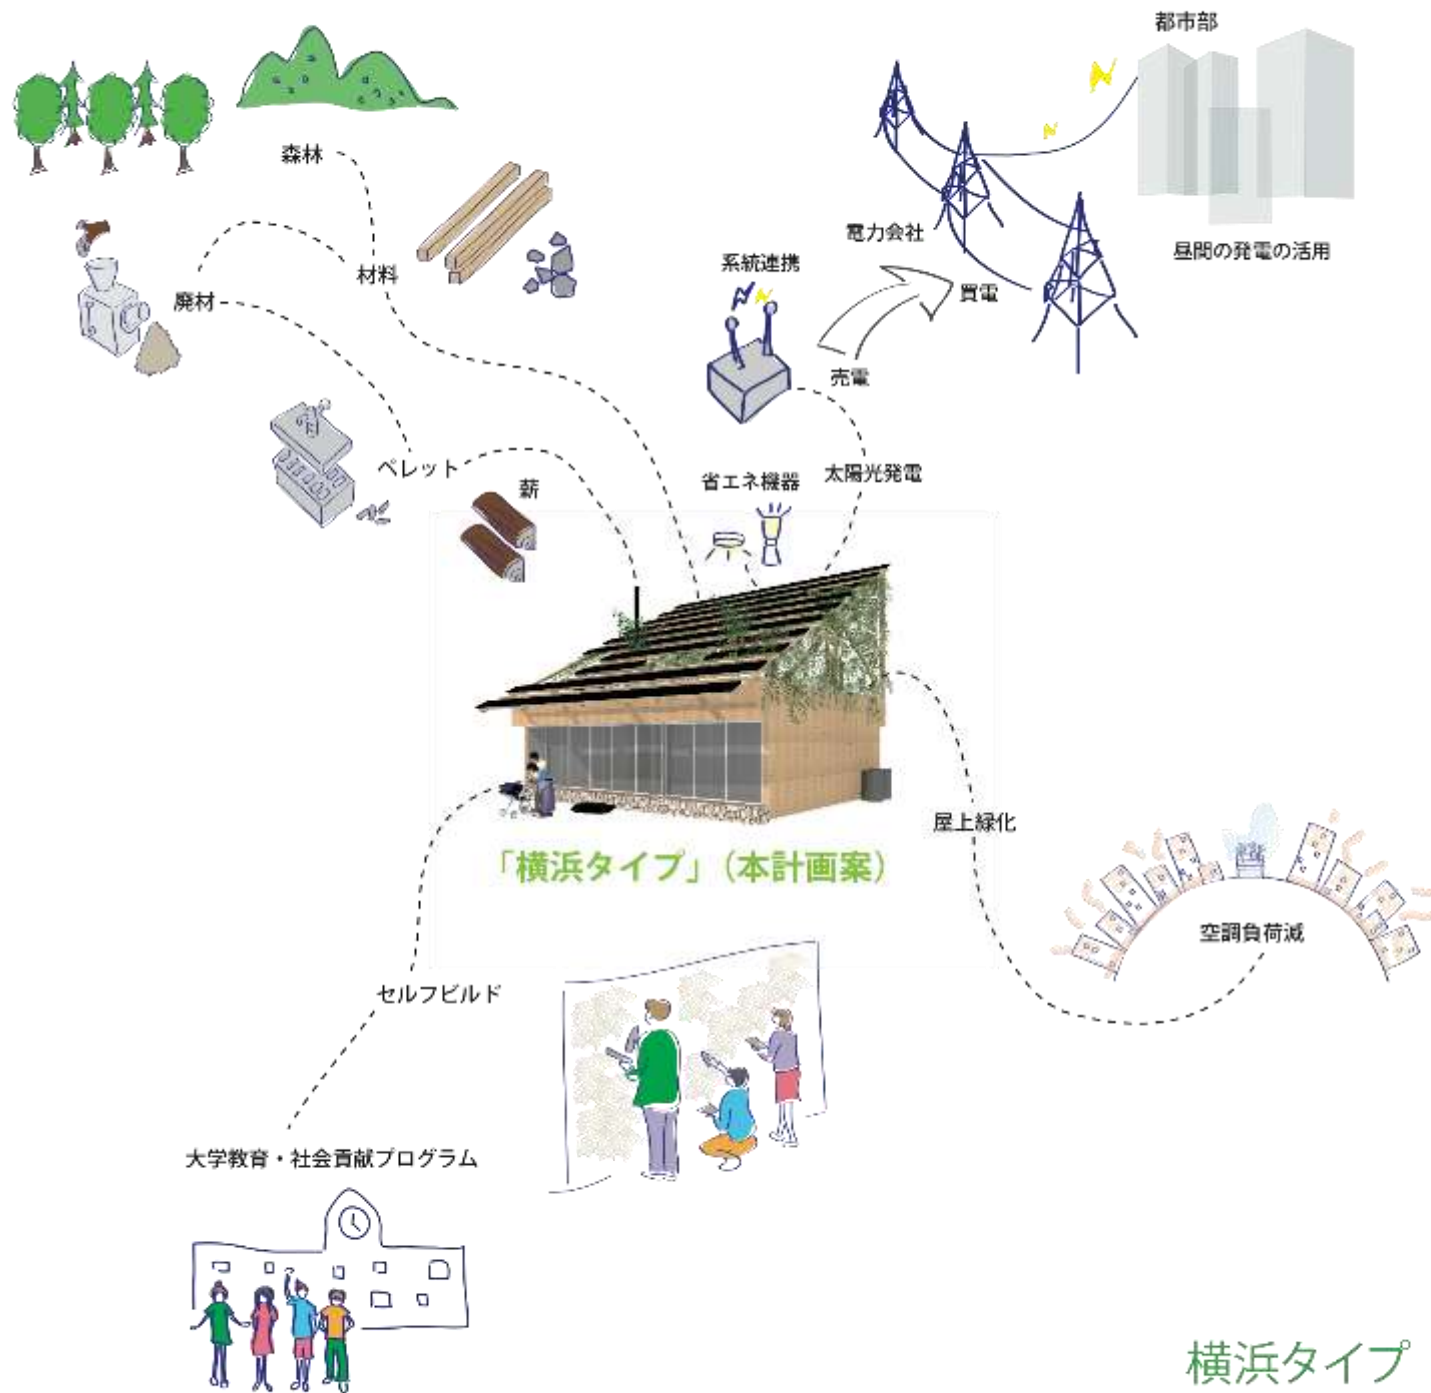 都市部
森林
電力会社
昼間の発電の活用
系統連携
材料
買電
廃材
売電
ペレット
省エネ機器
太陽光発電
薪
屋上緑化
「横浜タイプ」(本計画案)
空調負荷減
セルフビルド
大学教育・社会貢献プログラム
横浜タイプ